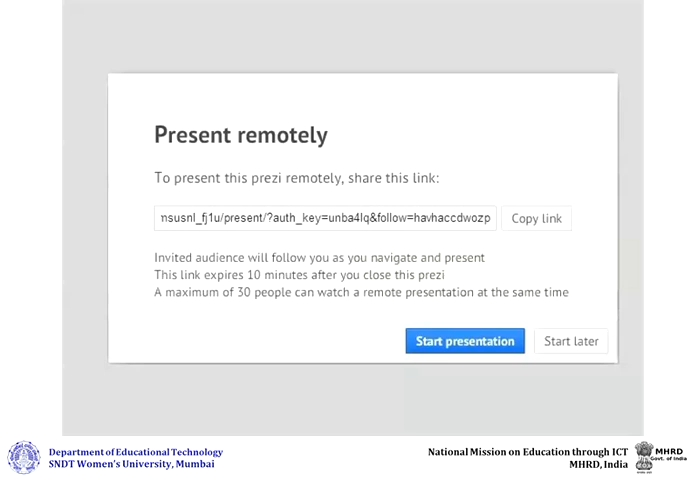 Present remotely
To present this prezi remotely, share this link:
nsusnl_fj1u/present/?auth_key=unba4lq&follow=havhaccdwozp
Copy link
Invited audience will follow you as you navigate and present
This link expires 10 minutes after you close this prezi
A maximum of 30 people can watch a remote presentation at the same time
Start presentation
Start later
Department of Educational Technology
SNDT Women's University, Mumbai
National Mission on Education through ICT
MHRD, India
MHRD
Govt. of India